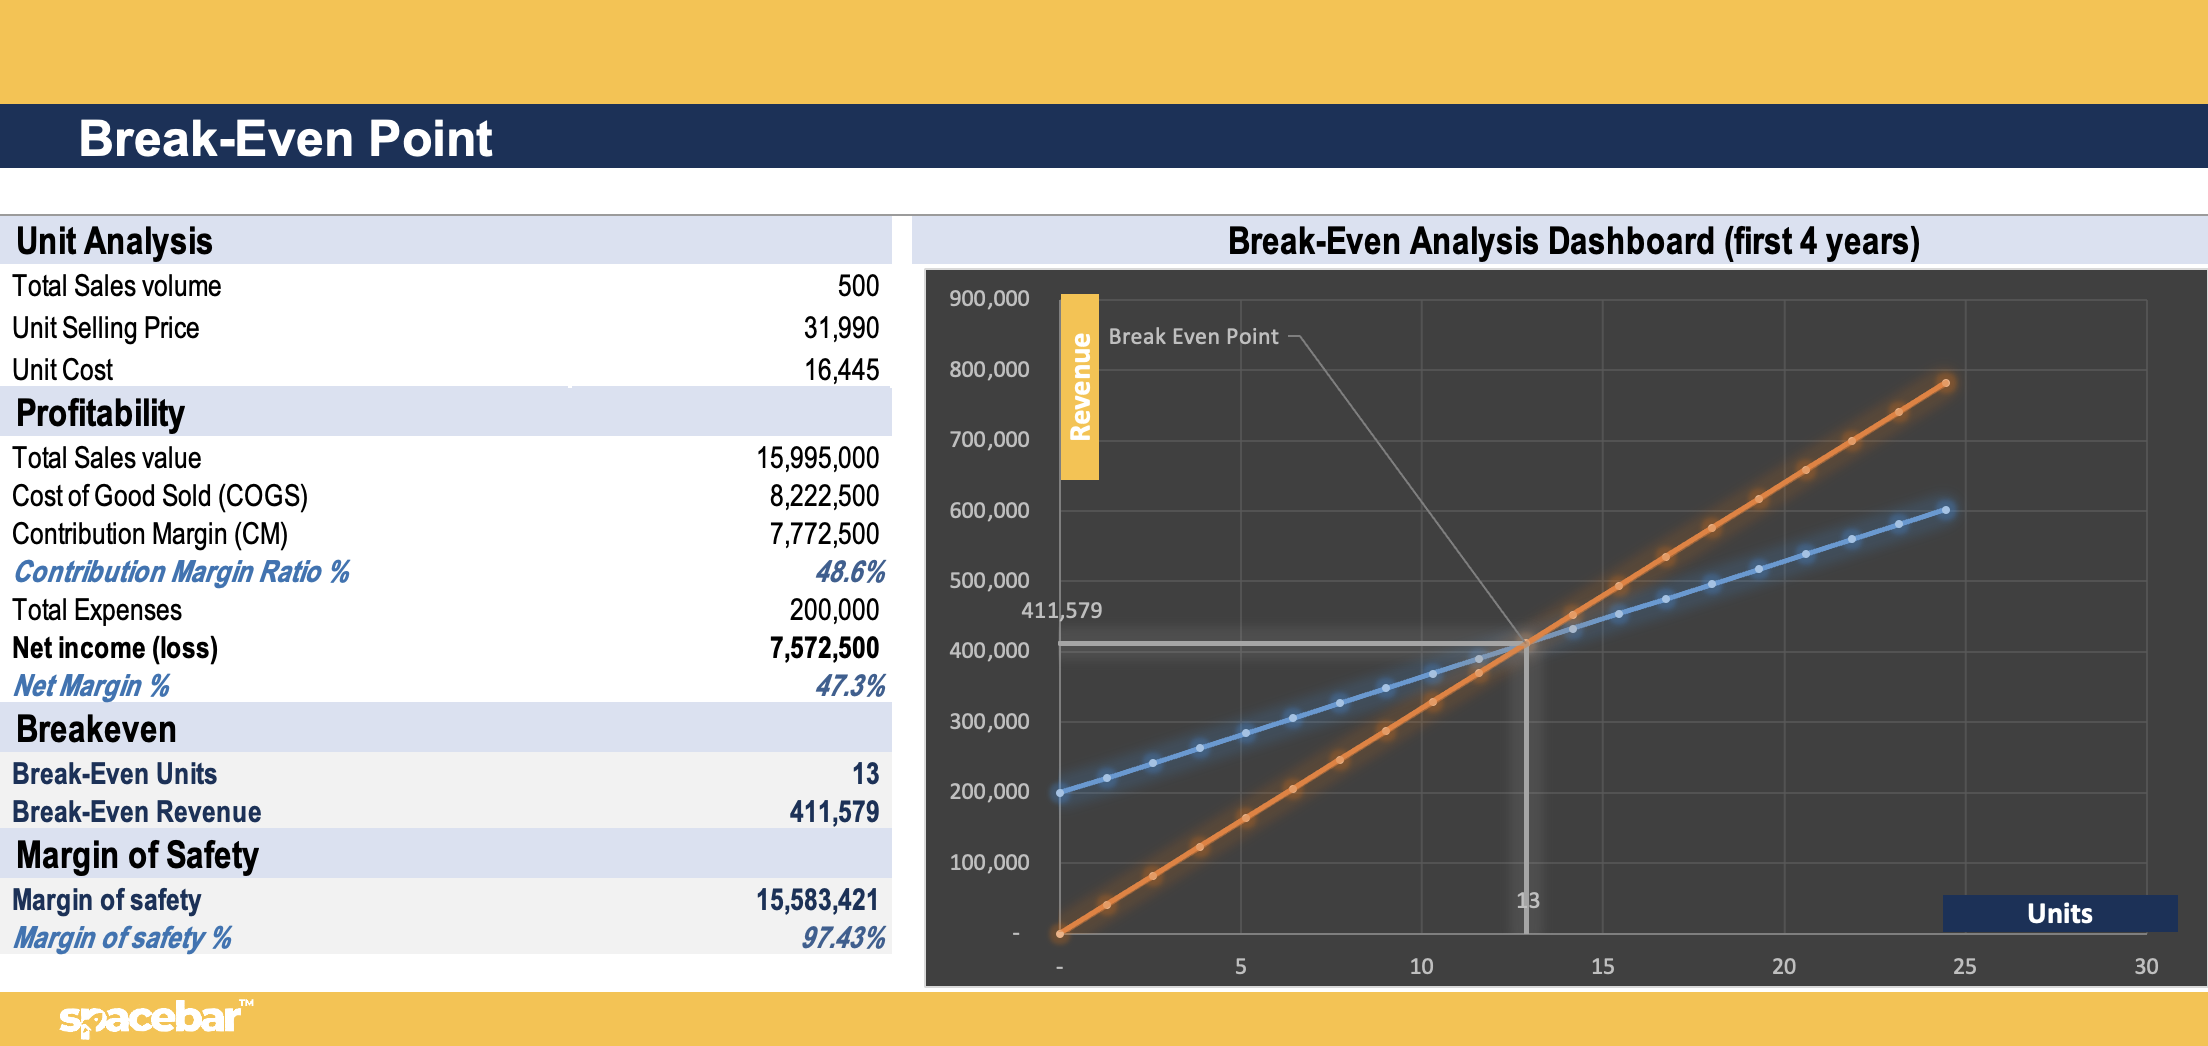 Break-Even Point
Unit Analysis
Total Sales volume 500
Unit Selling Price 31,990
Unit Cost 16,445
Profitability
Total Sales value 15,995,000
Cost of Good Sold (COGS) 8,222,500
Contribution Margin (CM) 7,772,500
Contribution Margin Ratio % 48.6%
Total Expenses 200,000
Net income (loss) 7,572,500
Net Margin % 47.3%
Breakeven
Break-Even Units 13
Break-Even Revenue 411,579
Margin of Safety
Margin of safety 15,583,421
Margin of safety % 97.43%
Break-Even Analysis Dashboard (first 4 years)
900,000
800,000
700,000
600,000
500,000
400,000
300,000
200,000
100,000
-
Revenue
Break Even Point
411,579
13
Units
- 5 10 15 20 25 30
spacebar™